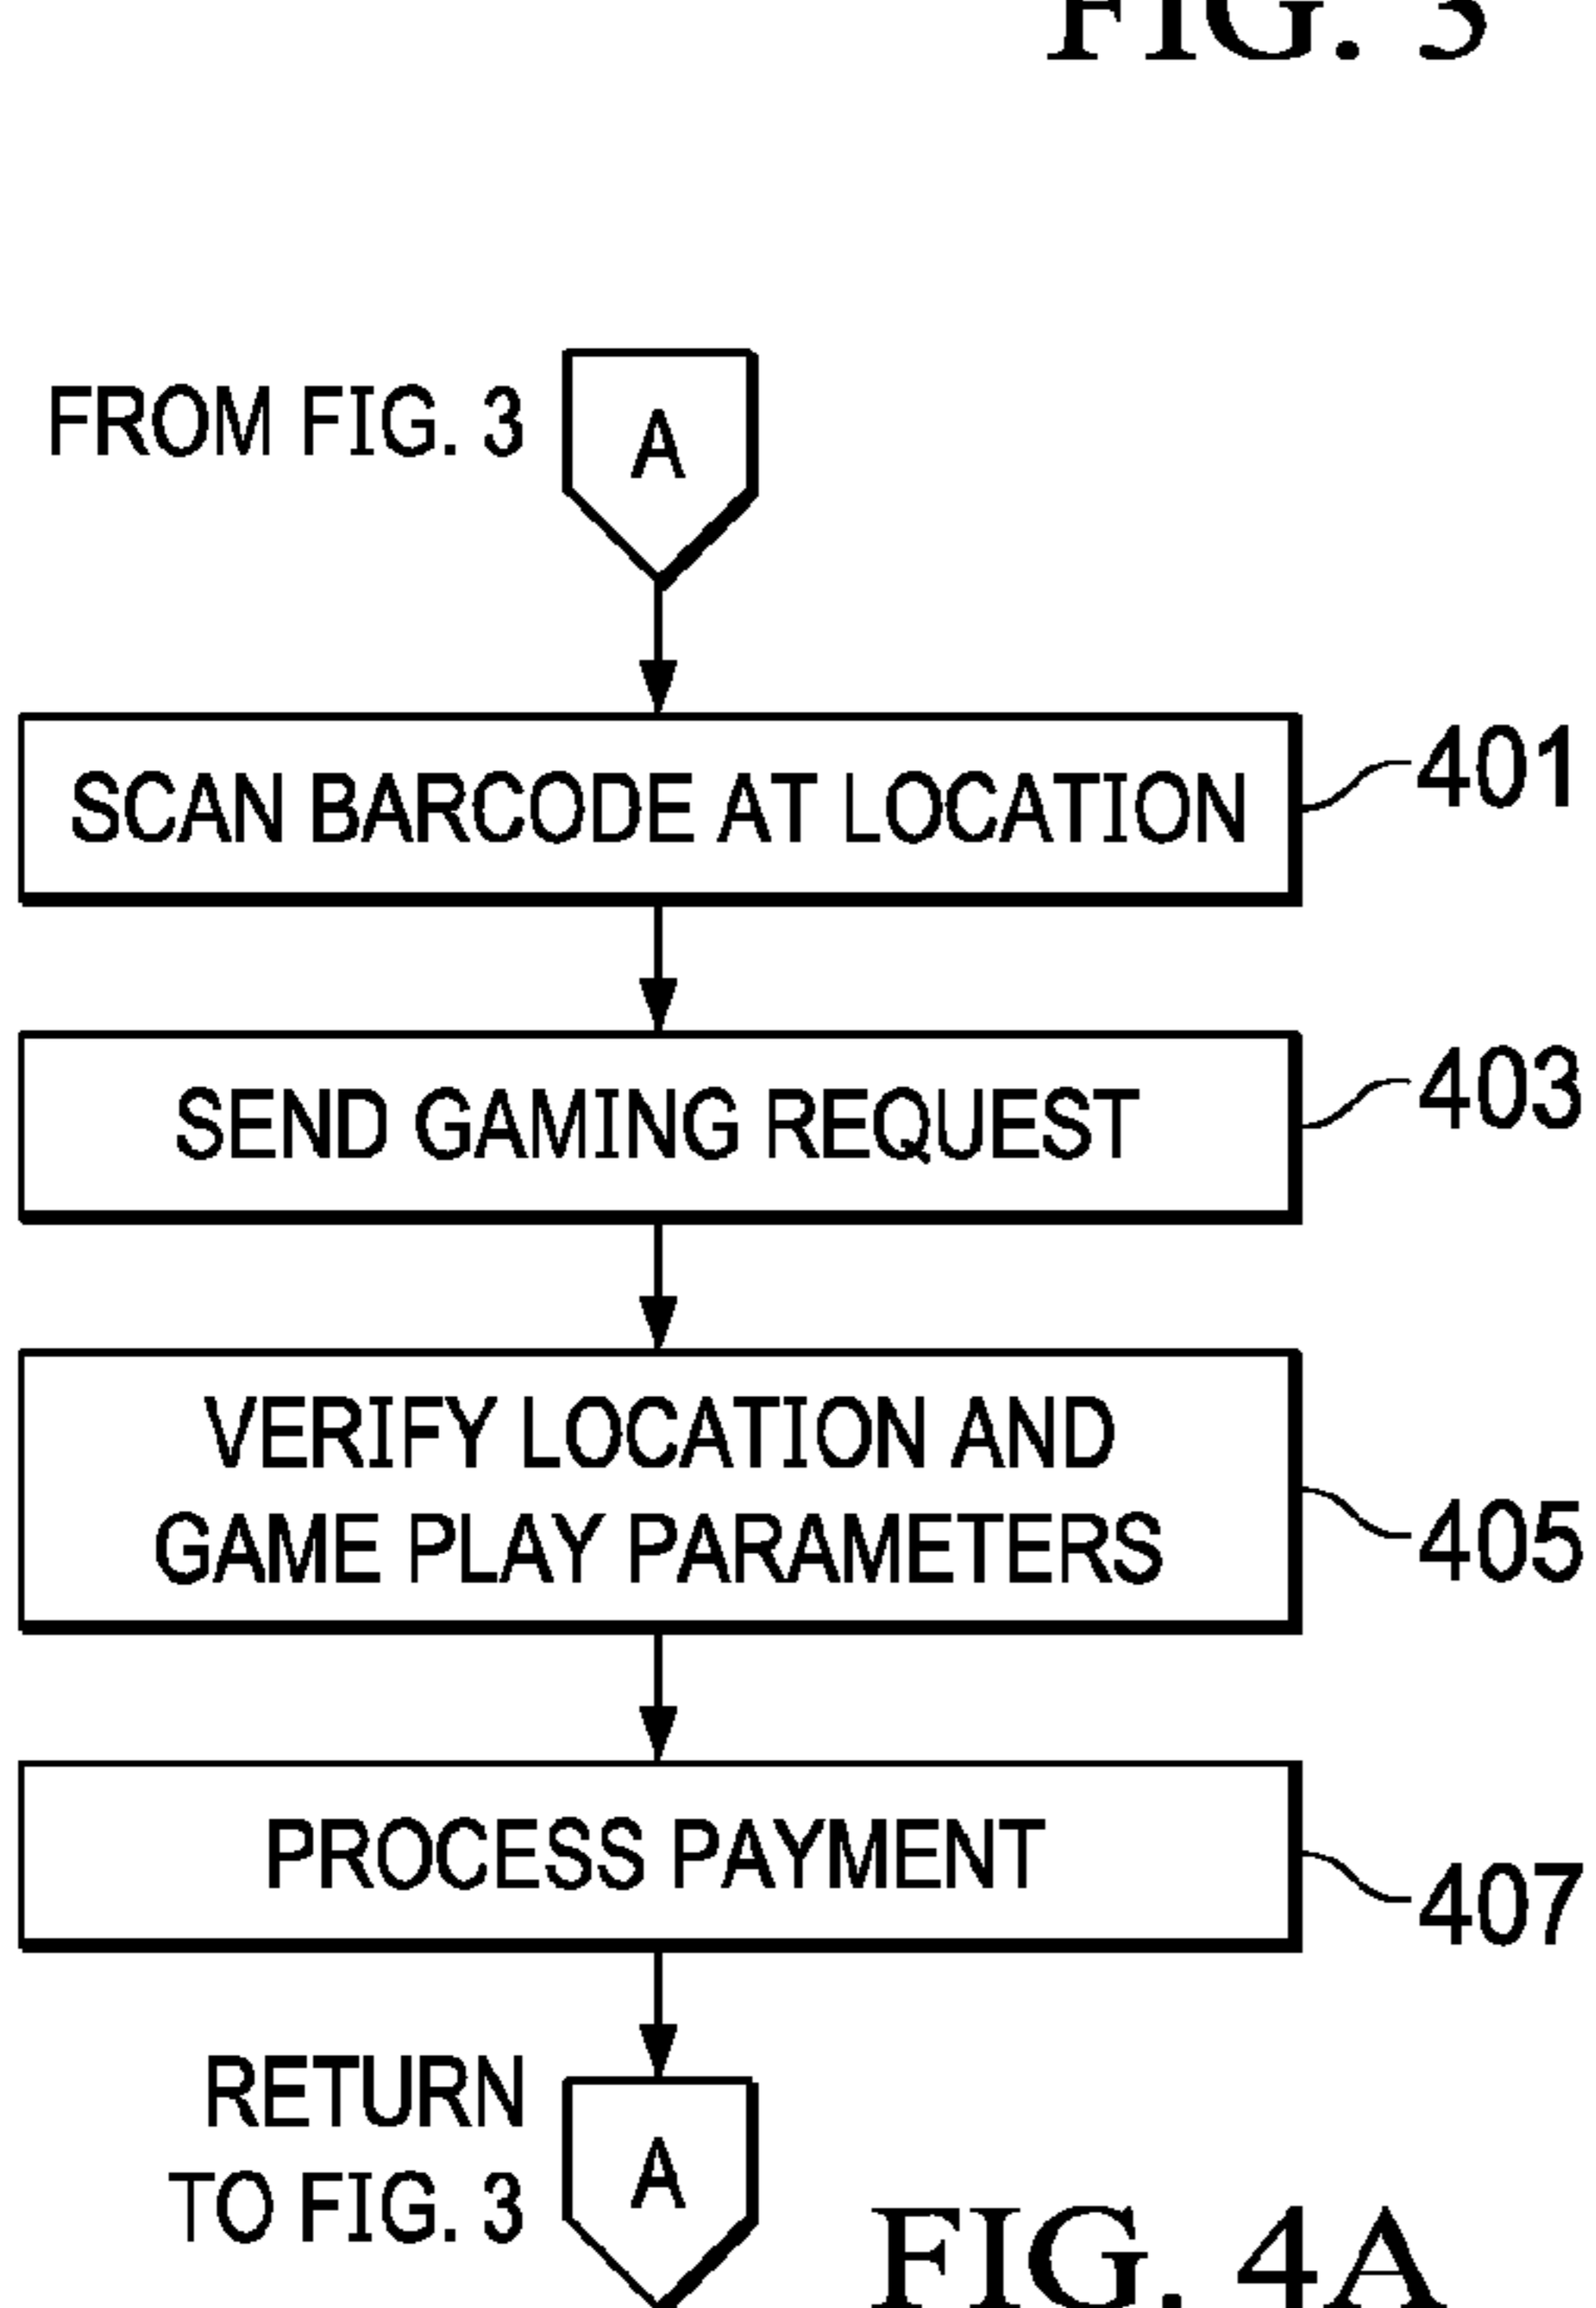 FIG. 3
FROM FIG. 3
A
SCAN BARCODE AT LOCATION
401
SEND GAMING REQUEST
403
VERIFY LOCATION AND
GAME PLAY PARAMETERS
405
PROCESS PAYMENT
407
RETURN
TO FIG. 3
A
FIG. 4A